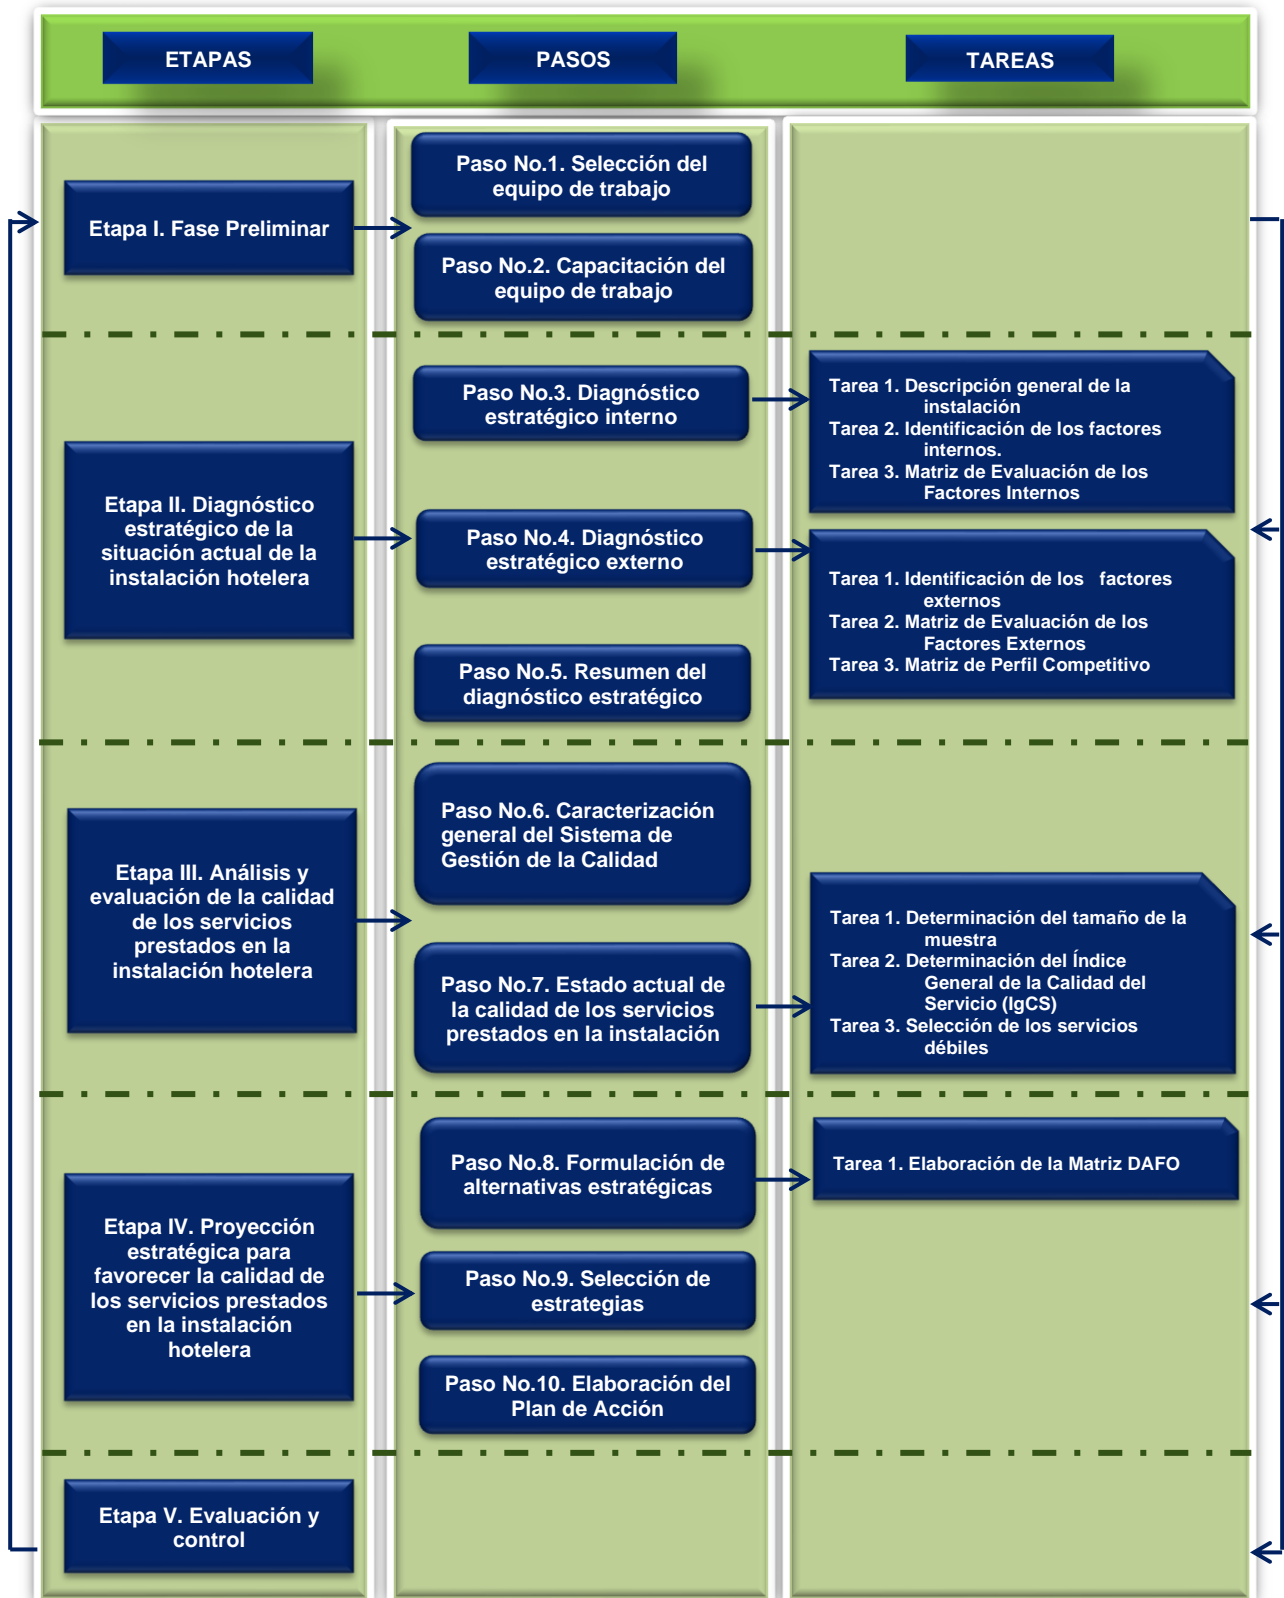 ETAPAS
PASOS
TAREAS
Etapa I. Fase Preliminar
Paso No.1. Selección del
equipo de trabajo
Paso No.2. Capacitación del
equipo de trabajo
Etapa II. Diagnóstico
estratégico de la
situación actual de la
instalación hotelera
Paso No.3. Diagnóstico
estratégico interno
Tarea 1. Descripción general de la
instalación
Tarea 2. Identificación de los factores
internos.
Tarea 3. Matriz de Evaluación de los
Factores Internos
Paso No.4. Diagnóstico
estratégico externo
Tarea 1. Identificación de los factores
externos
Tarea 2. Matriz de Evaluación de los
Factores Externos
Tarea 3. Matriz de Perfil Competitivo
Paso No.5. Resumen del
diagnóstico estratégico
Etapa III. Análisis y
evaluación de la calidad
de los servicios
prestados en la
instalación hotelera
Paso No.6. Caracterización
general del Sistema de
Gestión de la Calidad
Paso No.7. Estado actual de
la calidad de los servicios
prestados en la instalación
Tarea 1. Determinación del tamaño de la
muestra
Tarea 2. Determinación del Índice
General de la Calidad del
Servicio (IgCS)
Tarea 3. Selección de los servicios
débiles
Etapa IV. Proyección
estratégica para
favorecer la calidad de
los servicios prestados
en la instalación
hotelera
Paso No.8. Formulación de
alternativas estratégicas
Tarea 1. Elaboración de la Matriz DAFO
Paso No.9. Selección de
estrategias
Paso No.10. Elaboración del
Plan de Acción
Etapa V. Evaluación y
control